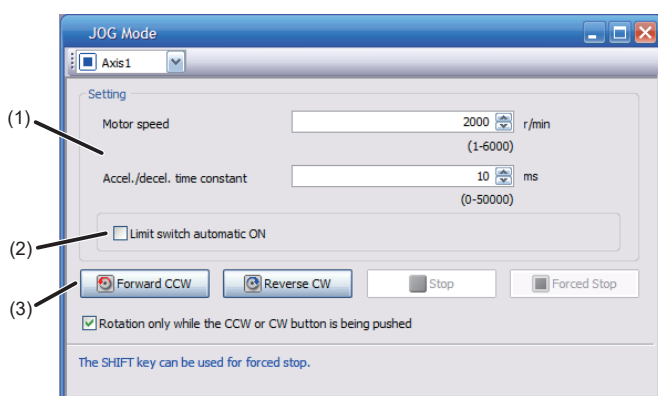 JOG Mode
Axis1
Setting
(1)
Motor speed 2000 r/min
(1-6000)
Accel./decel. time constant 10 ms
(0-50000)
(2)
Limit switch automatic ON
(3)
Forward CCW Reverse CW Stop Forced Stop
Rotation only while the CCW or CW button is being pushed
The SHIFT key can be used for forced stop.